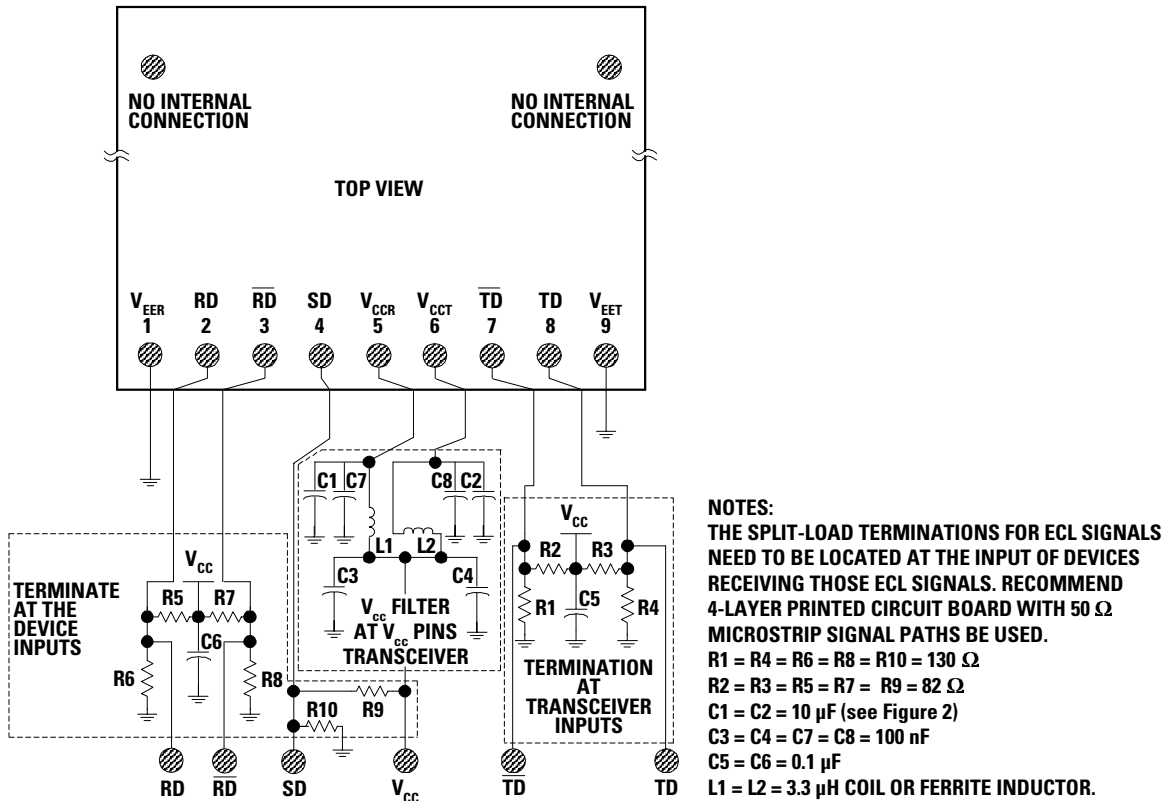 NO INTERNAL
CONNECTION
NO INTERNAL
CONNECTION
TOP VIEW
V_EER RD R̅D̅ SD V_CCR V_CCT T̅D̅ TD V_EET
1 2 3 4 5 6 7 8 9
C1 C7 C8 C2
L1 L2
C3 C4
V_CC FILTER
AT V_CC PINS
TRANSCEIVER
TERMINATE
AT THE
DEVICE
INPUTS
V_CC
R5 R7
C6
R6 R8
R9
R10
V_CC
R2 R3
C5
R1 R4
TERMINATION
AT
TRANSCEIVER
INPUTS
RD R̅D̅ SD V_CC T̅D̅ TD
NOTES:
THE SPLIT-LOAD TERMINATIONS FOR ECL SIGNALS
NEED TO BE LOCATED AT THE INPUT OF DEVICES
RECEIVING THOSE ECL SIGNALS. RECOMMEND
4-LAYER PRINTED CIRCUIT BOARD WITH 50 Ω
MICROSTRIP SIGNAL PATHS BE USED.
R1 = R4 = R6 = R8 = R10 = 130 Ω
R2 = R3 = R5 = R7 = R9 = 82 Ω
C1 = C2 = 10 µF (see Figure 2)
C3 = C4 = C7 = C8 = 100 nF
C5 = C6 = 0.1 µF
L1 = L2 = 3.3 µH COIL OR FERRITE INDUCTOR.